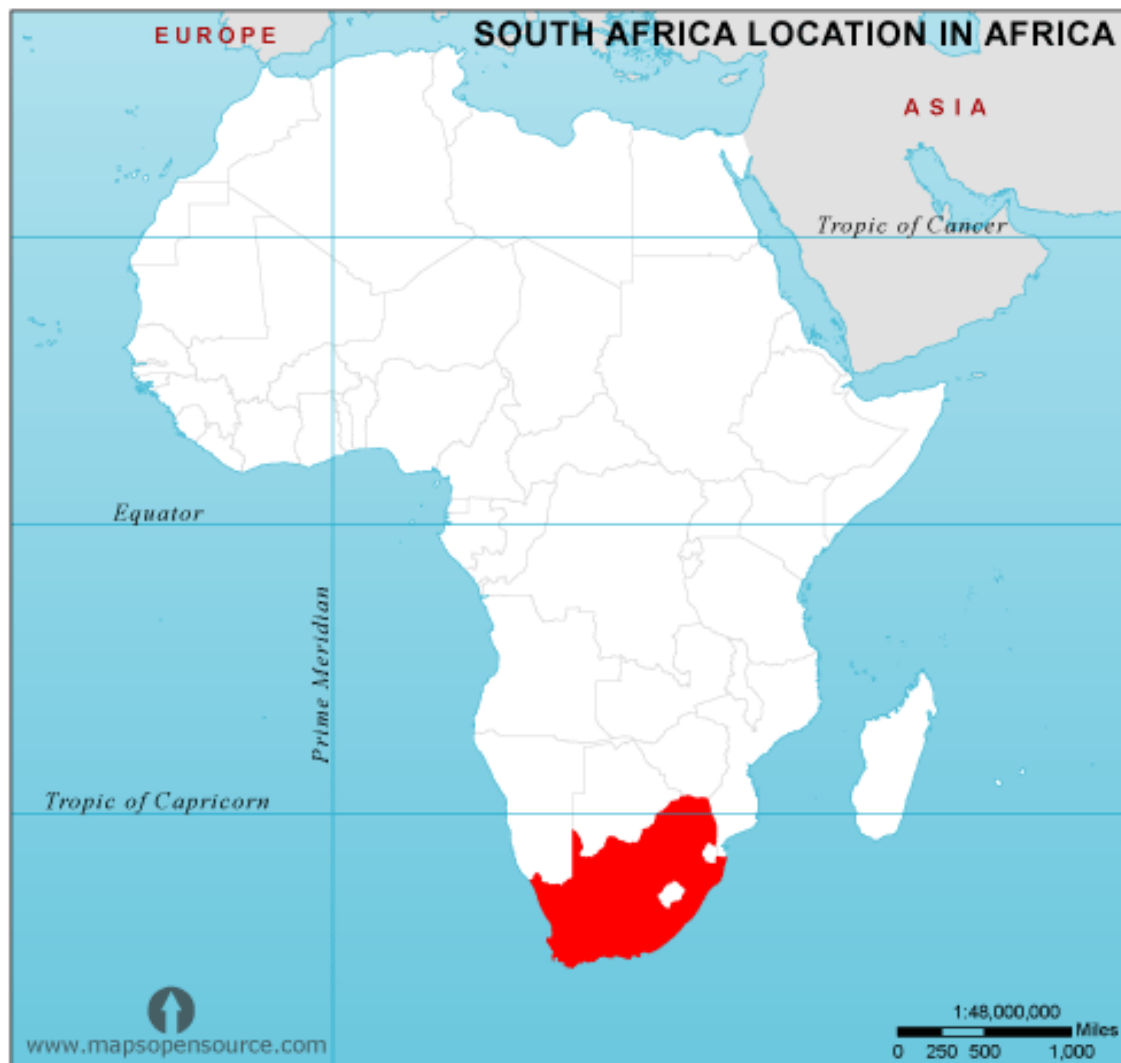 EUROPE
SOUTH AFRICA LOCATION IN AFRICA
ASIA
Tropic of Cancer
Equator
Prime Meridian
Tropic of Capricorn
www.mapsopensource.com
1:48,000,000
Miles
0 250 500 1,000